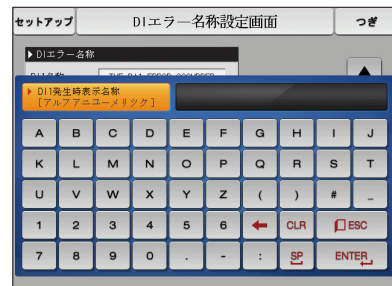 セットアップ
DIエラー名称設定画面
つぎ
▶DIエラー名称
▶DI1発生時表示名称
[アルファニューメリック]
A B C D E F G H I J
K L M N O P Q R S T
U V W X Y Z ( ) # _
1 2 3 4 5 6 ← CLR ESC
7 8 9 0 . - : SP ENTER